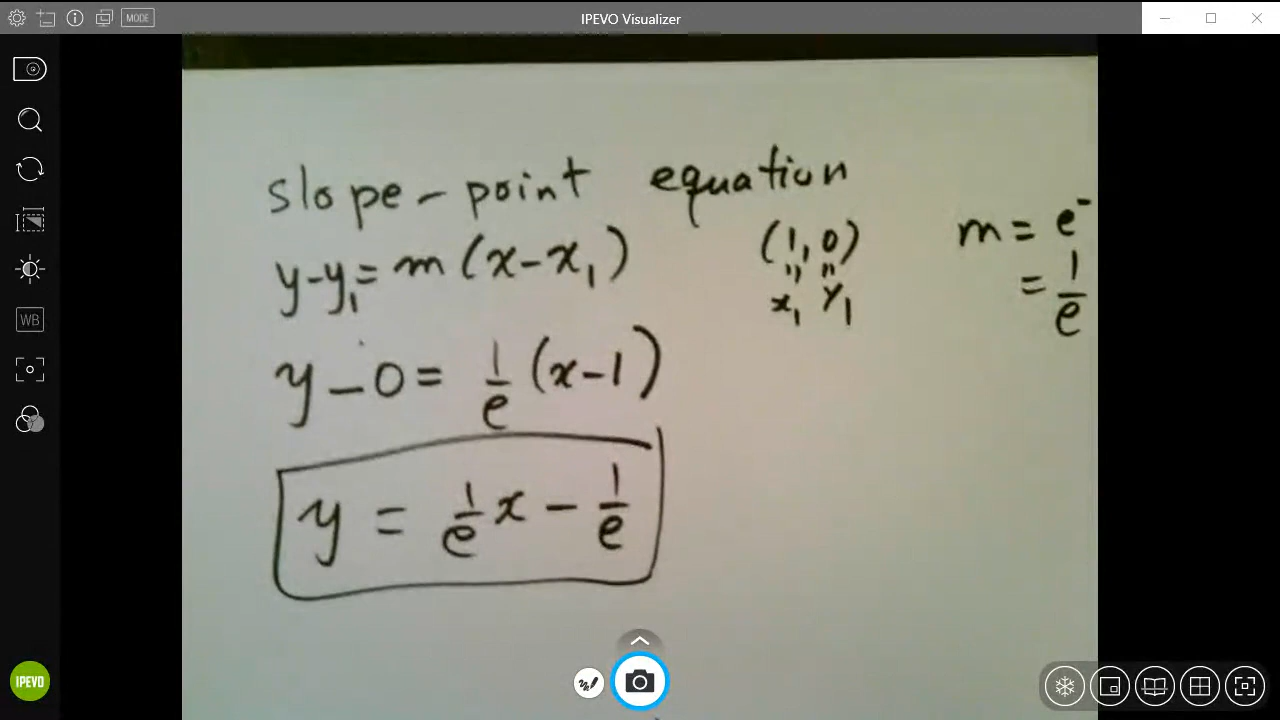 IPEVO Visualizer
MODE
WB
slope-point equation
y-y₁=m(x-x₁)
(1,0)
" "
x₁ y₁
m = e⁻
= 1/e
y-0= 1/e (x-1)
y = 1/e x - 1/e
IPEVO